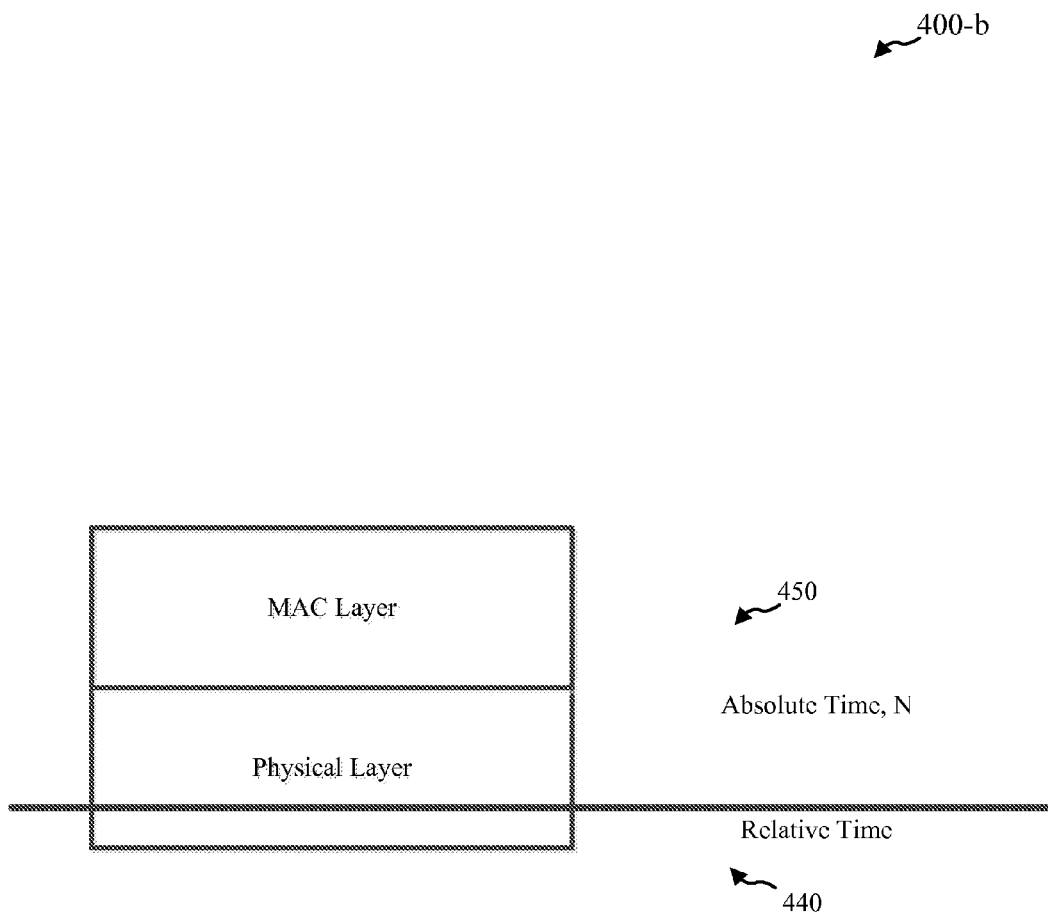 400-b
MAC Layer
450
Absolute Time, N
Physical Layer
Relative Time
440